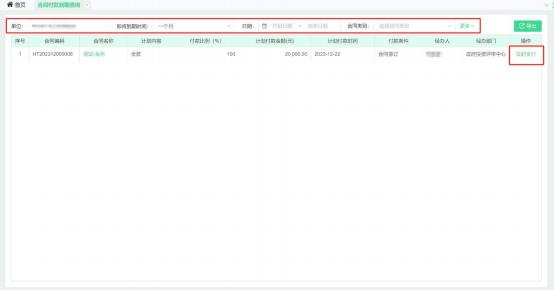 首页 合同付款到期查询
单位: 即将到期时间: 一个月 日期: 开始日期 ~ 结束日期 合同类别: 选择合同类别 更多 导出
序号 合同编码 合同名称 计划内容 付款比例（%） 计划付款金额(元) 计划付款时间 付款条件 经办人 经办部门 操作
1 HT202312080008 测试-合同 全款 100 20,000.00 2023-12-22 合同签订 政府投资评审中心 支付